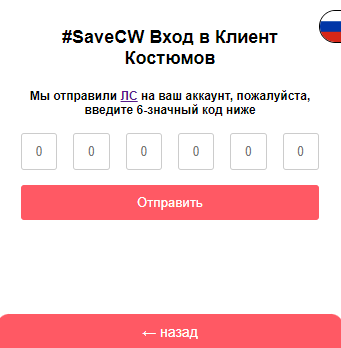 #SaveCW Вход в Клиент
Костюмов
Мы отправили ЛС на ваш аккаунт, пожалуйста,
введите 6-значный код ниже
0 0 0 0 0 0
Отправить
← назад